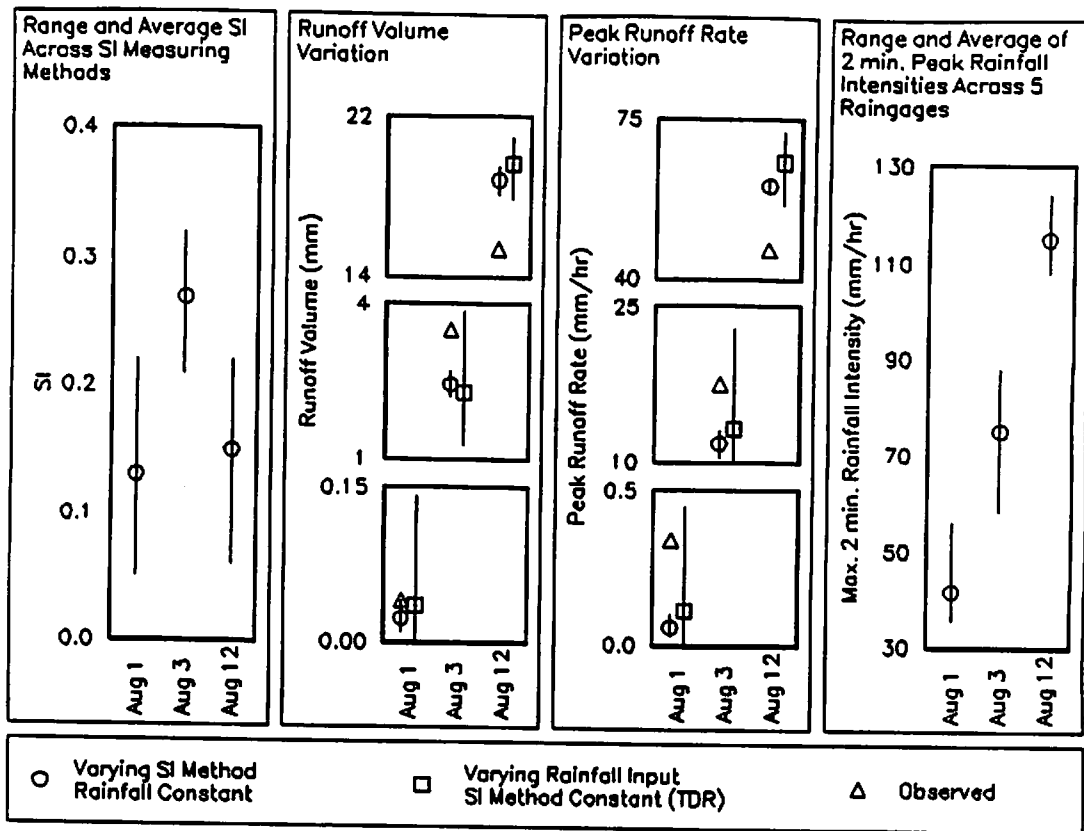 Range and Average SI
Across SI Measuring
Methods
0.4
0.3
0.2
0.1
0.0
SI
Aug 1
Aug 3
Aug 12
Runoff Volume
Variation
22
14
4
1
0.15
0.00
Runoff Volume (mm)
Aug 1
Aug 3
Aug 12
Peak Runoff Rate
Variation
75
40
25
10
0.5
0.0
Peak Runoff Rate (mm/hr)
Aug 1
Aug 3
Aug 12
Range and Average of
2 min. Peak Rainfall
Intensities Across 5
Raingages
130
110
90
70
50
30
Max. 2 min. Rainfall Intensity (mm/hr)
Aug 1
Aug 3
Aug 12
Varying SI Method
Rainfall Constant
Varying Rainfall Input
SI Method Constant (TDR)
Observed